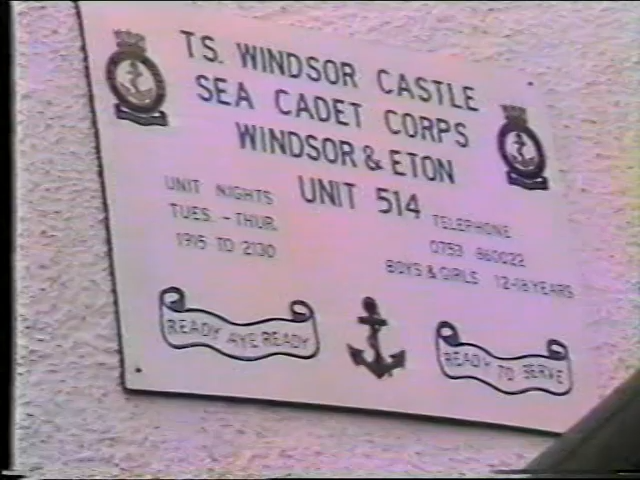 TS. WINDSOR CASTLE
SEA CADET CORPS
WINDSOR & ETON
UNIT 514
UNIT NIGHTS
TUES. - THUR.
1915 TO 2130
TELEPHONE
0753 860022
BOYS & GIRLS 12-18 YEARS
READY AYE READY
READY TO SERVE